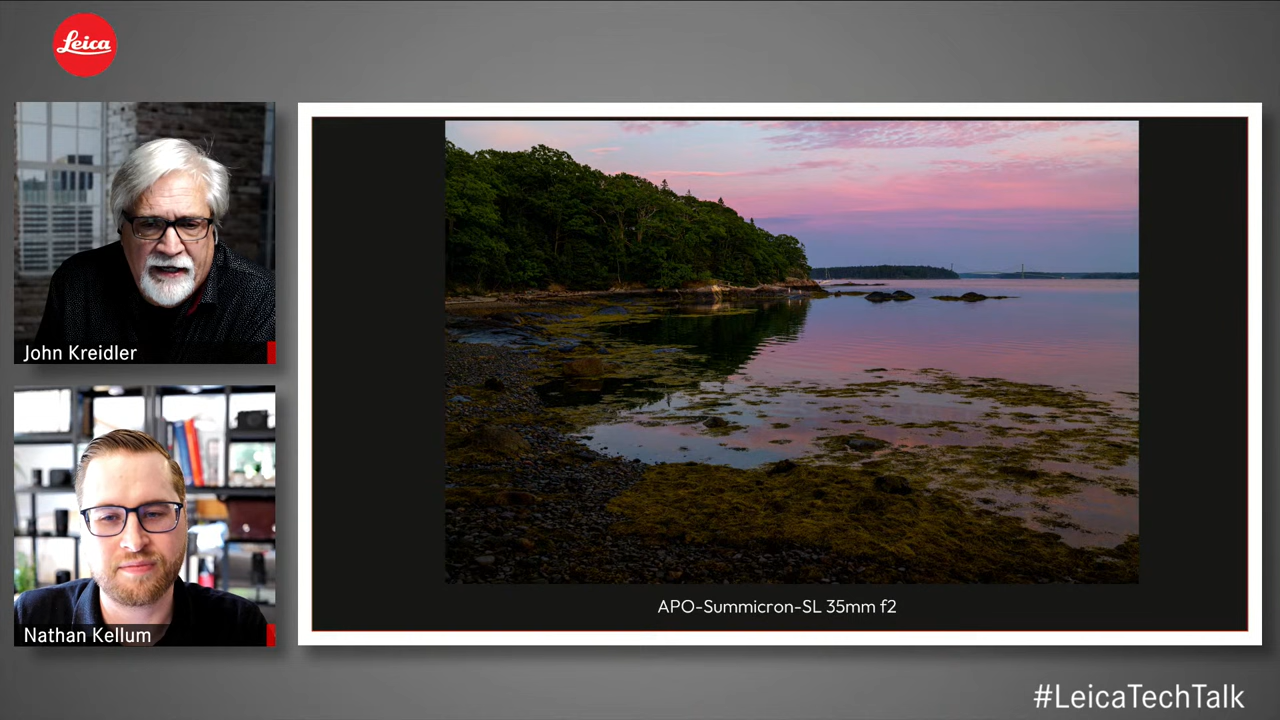 Leica
John Kreidler
Nathan Kellum
APO-Summicron-SL 35mm f2
#LeicaTechTalk